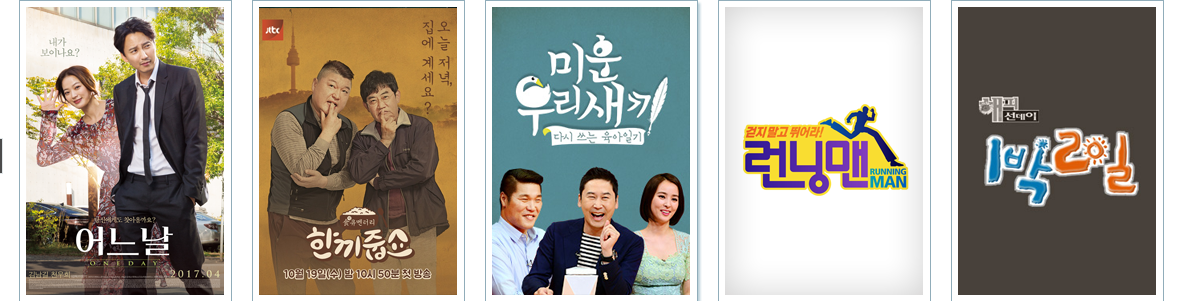 내가
보이나요?
당신에게도 찾아올까요?
어느날
ONE DAY
김남길 천우희
2017.04
jtbc
오늘 저녁,
집에 계세요?
한끼줍쇼
10월 19일(수) 밤 10시 50분 첫 방송
미운
우리새끼
다시 쓰는 육아일기
걷지 말고 뛰어라!
런닝맨
RUNNING
MAN
해피
선데이
1박2일